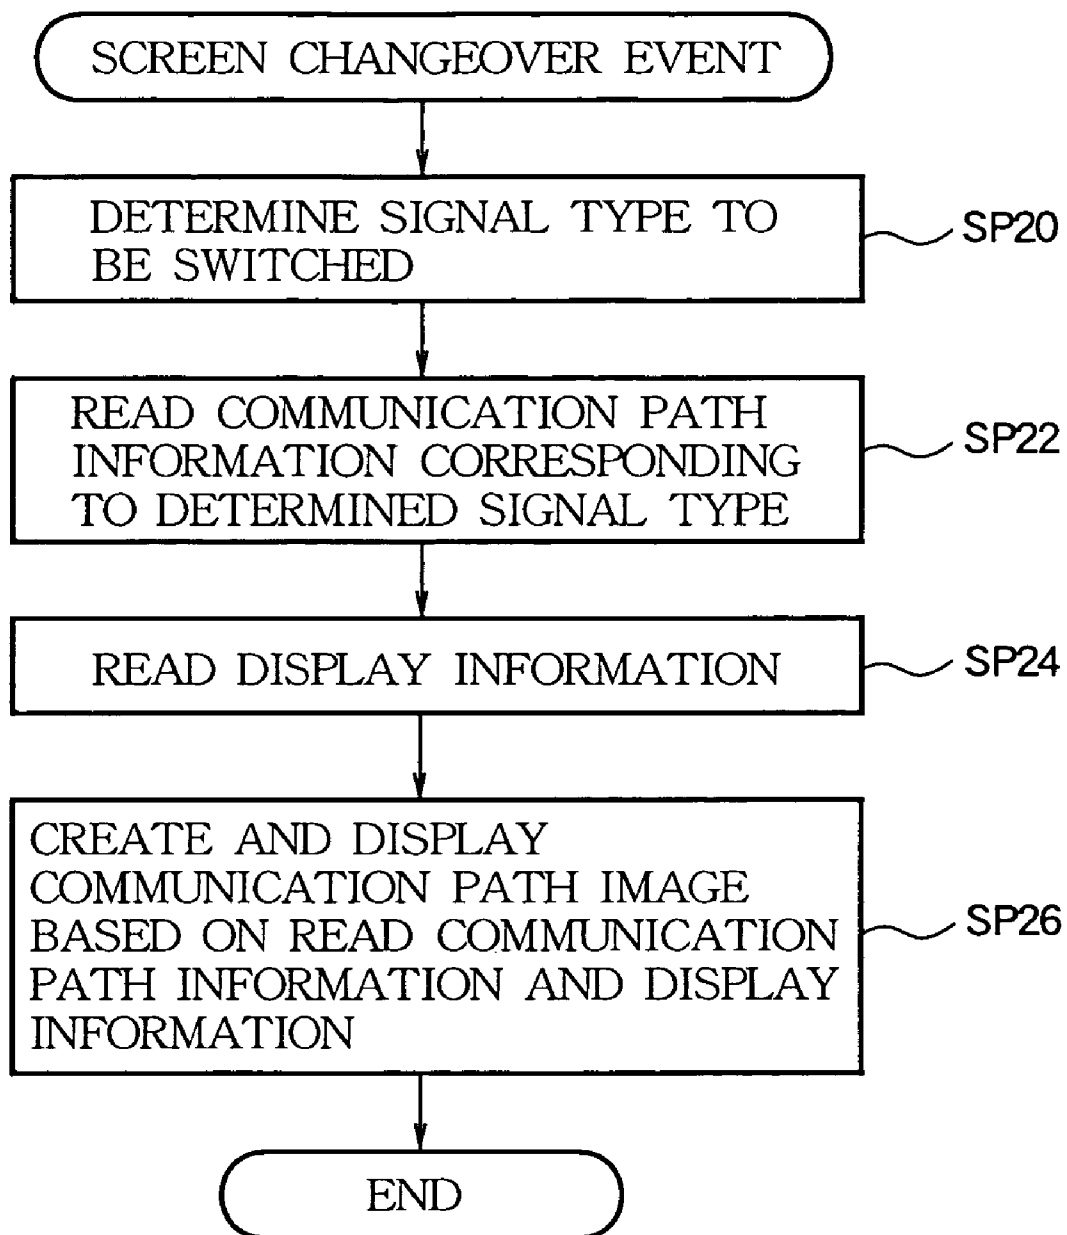 SCREEN CHANGEOVER EVENT
DETERMINE SIGNAL TYPE TO
BE SWITCHED
SP20
READ COMMUNICATION PATH
INFORMATION CORRESPONDING
TO DETERMINED SIGNAL TYPE
SP22
READ DISPLAY INFORMATION
SP24
CREATE AND DISPLAY
COMMUNICATION PATH IMAGE
BASED ON READ COMMUNICATION
PATH INFORMATION AND DISPLAY
INFORMATION
SP26
END